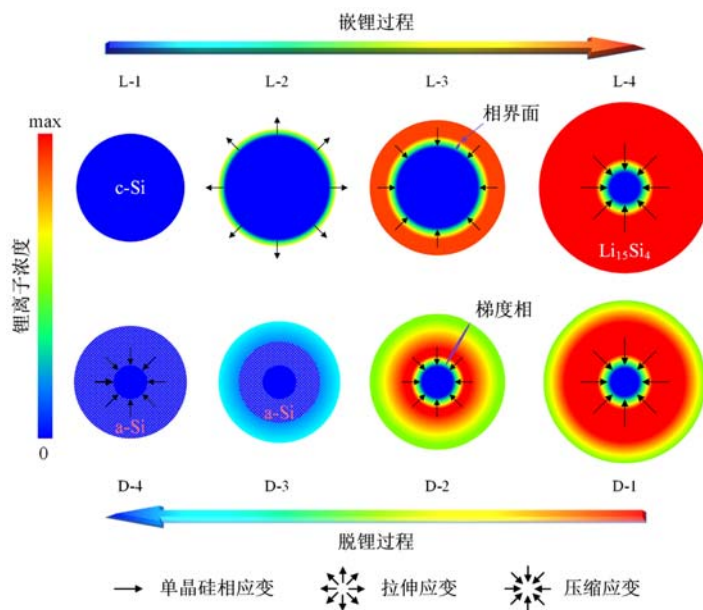 嵌锂过程
L-1 L-2 L-3 L-4
max
相界面
c-Si
锂离子浓度
Li₁₅Si₄
梯度相
a-Si
a-Si
0
D-4 D-3 D-2 D-1
脱锂过程
单晶硅相应变 拉伸应变 压缩应变